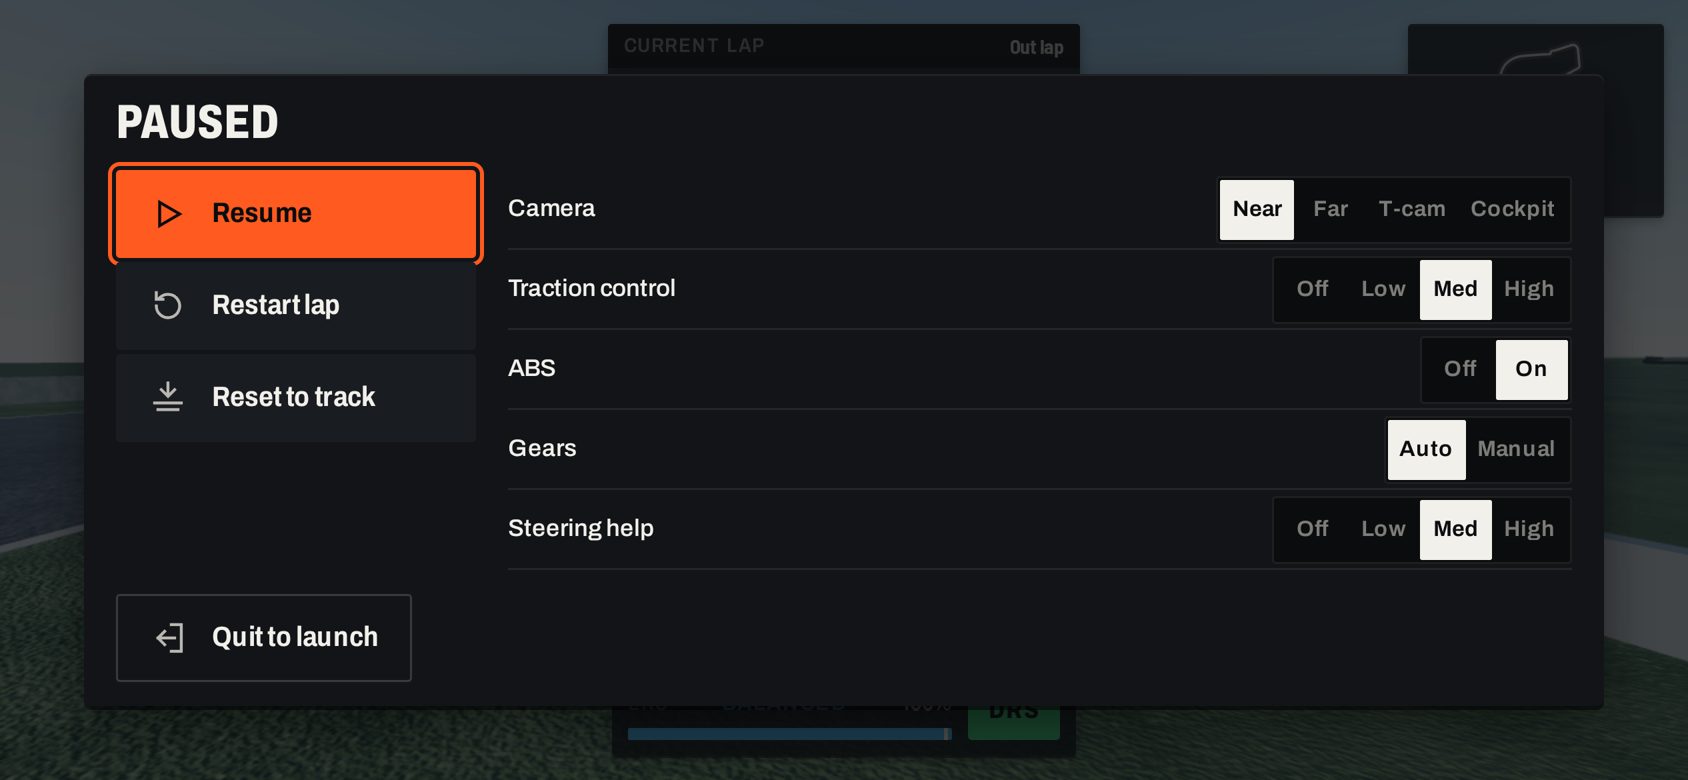 CURRENT LAP Out lap
PAUSED
Resume
Restart lap
Reset to track
Quit to launch
Camera Near Far T-cam Cockpit
Traction control Off Low Med High
ABS Off On
Gears Auto Manual
Steering help Off Low Med High
DRS